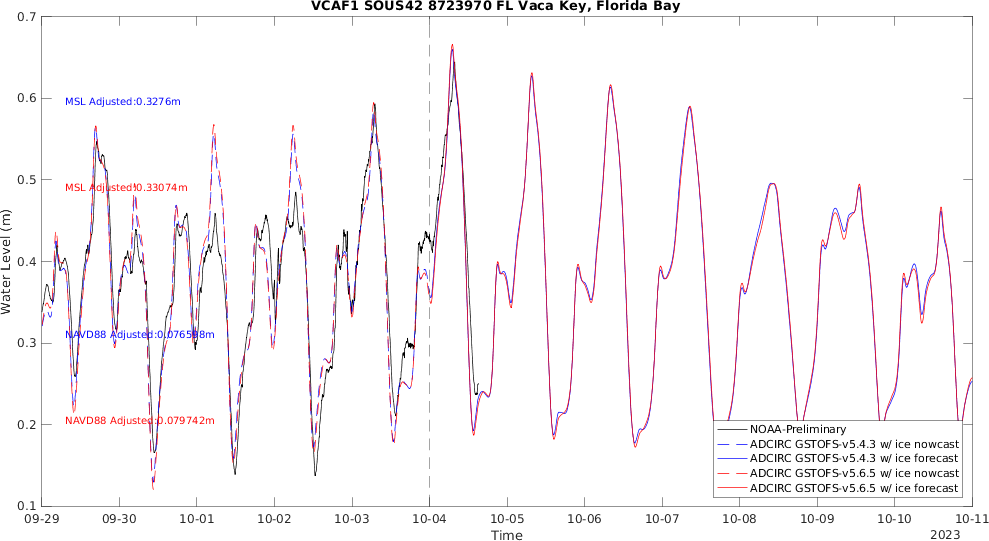 VCAF1 SOUS42 8723970 FL Vaca Key, Florida Bay
0.7
0.6
0.5
0.4
0.3
0.2
0.1
Water Level (m)
MSL Adjusted:0.3276m
MSL Adjusted:0.33074m
NAVD88 Adjusted:0.076598m
NAVD88 Adjusted:0.079742m
NOAA-Preliminary
ADCIRC GSTOFS-v5.4.3 w/ ice nowcast
ADCIRC GSTOFS-v5.4.3 w/ ice forecast
ADCIRC GSTOFS-v5.6.5 w/ ice nowcast
ADCIRC GSTOFS-v5.6.5 w/ ice forecast
09-29 09-30 10-01 10-02 10-03 10-04 10-05 10-06 10-07 10-08 10-09 10-10 10-11
Time
2023